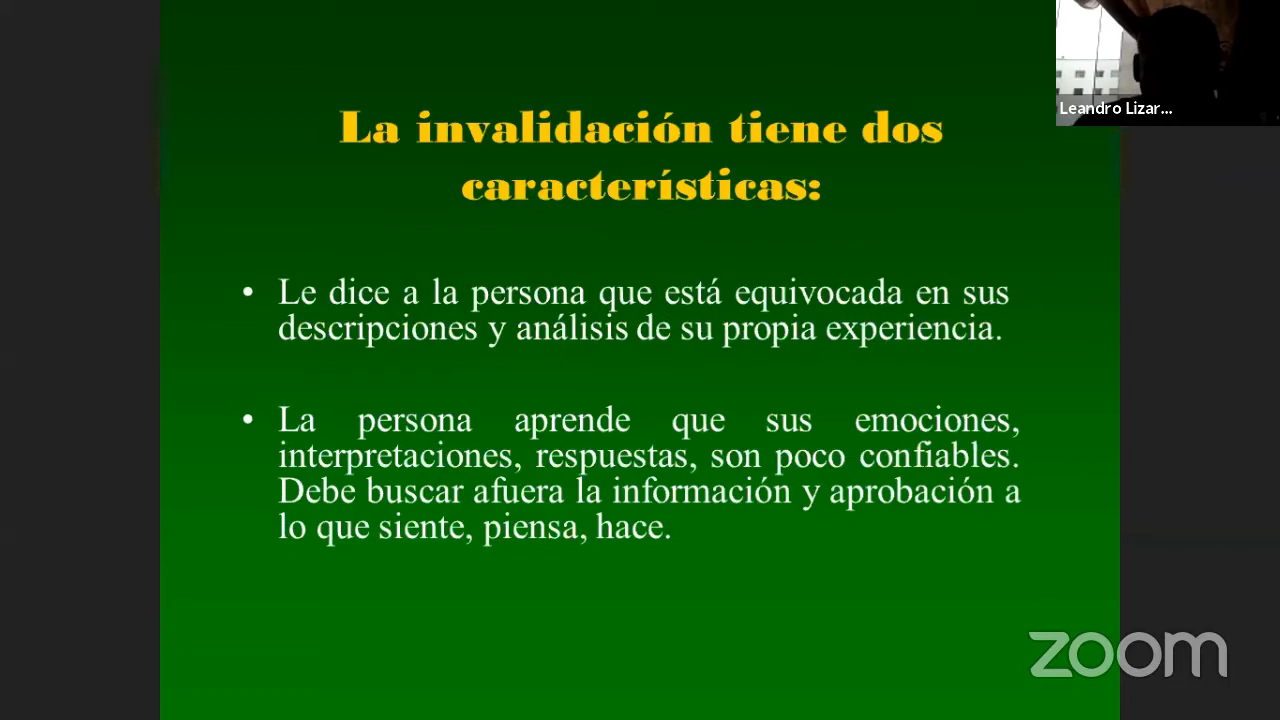 Leandro Lizar...
La invalidación tiene dos
características:
• Le dice a la persona que está equivocada en sus
descripciones y análisis de su propia experiencia.
• La persona aprende que sus emociones,
interpretaciones, respuestas, son poco confiables.
Debe buscar afuera la información y aprobación a
lo que siente, piensa, hace.
zoom